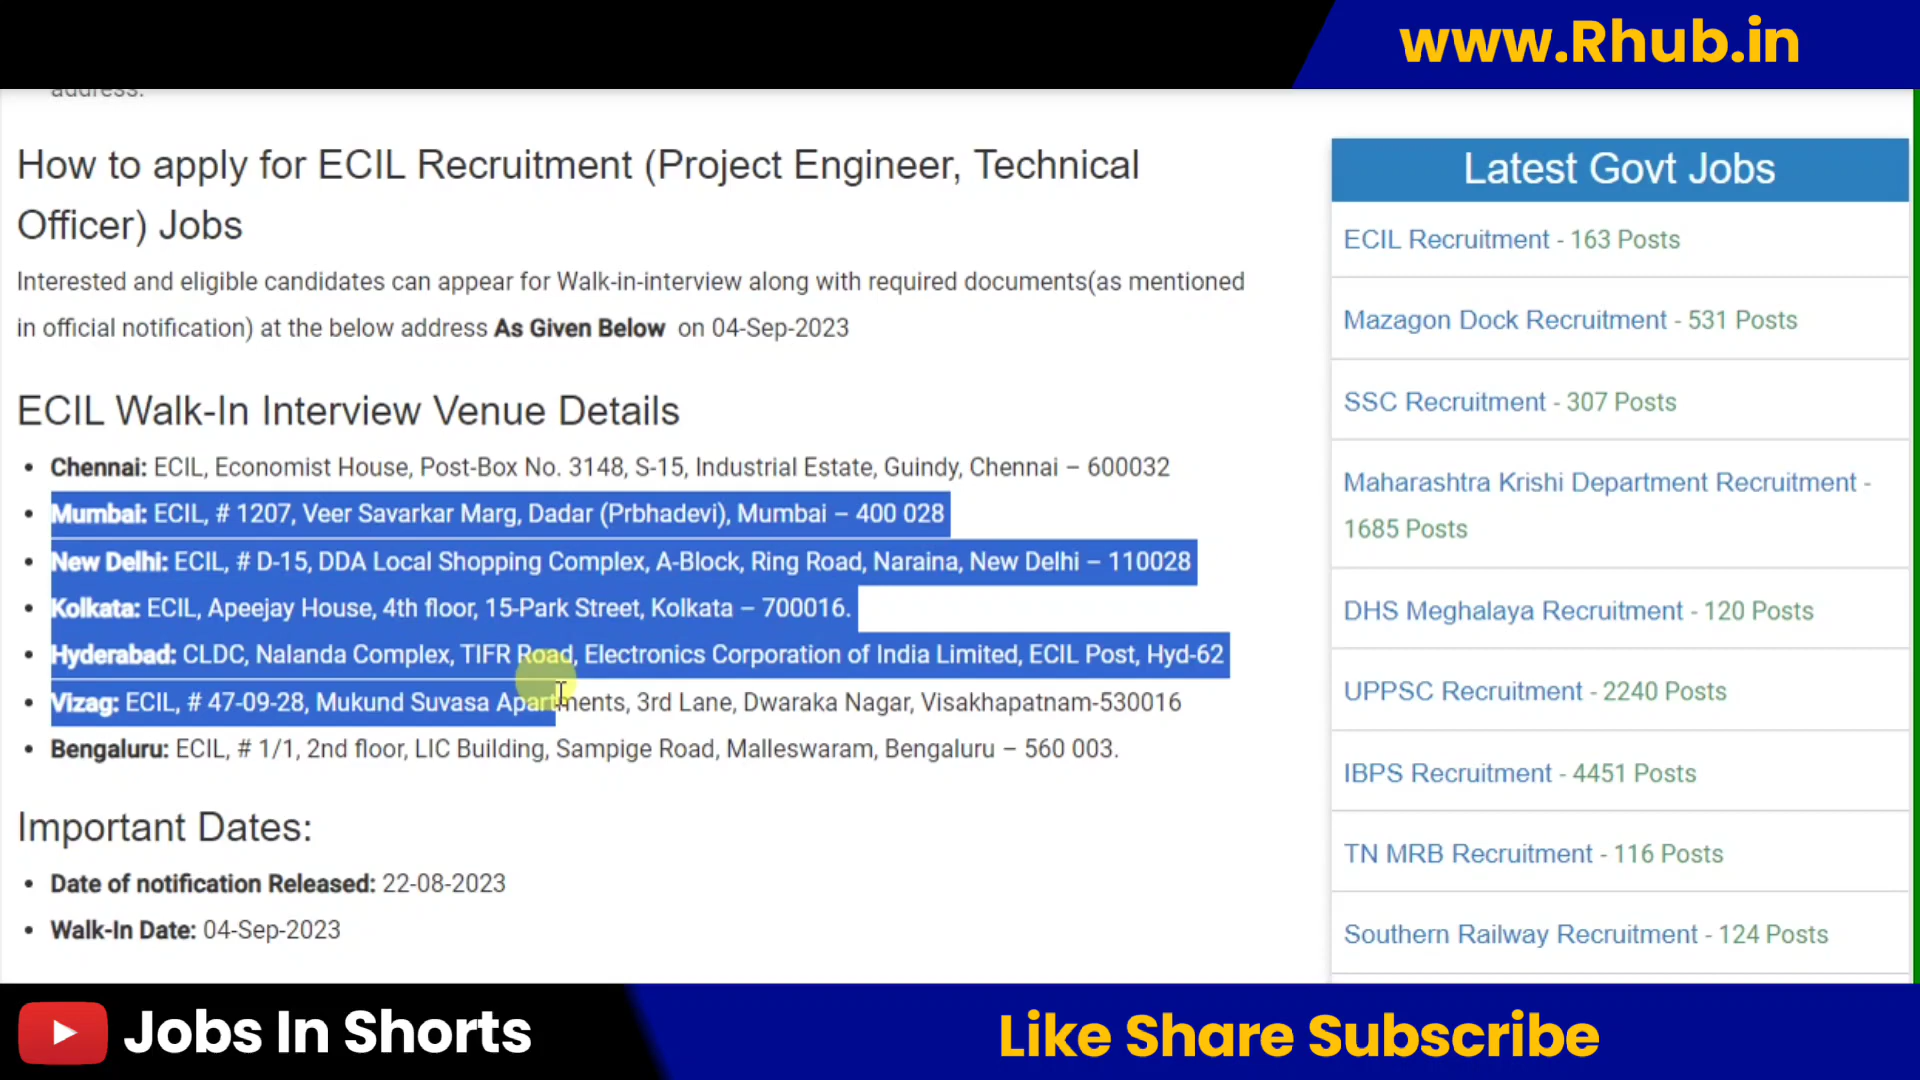 www.Rhub.in
address.
How to apply for ECIL Recruitment (Project Engineer, Technical
Officer) Jobs
Interested and eligible candidates can appear for Walk-in-interview along with required documents(as mentioned
in official notification) at the below address As Given Below on 04-Sep-2023
ECIL Walk-In Interview Venue Details
• Chennai: ECIL, Economist House, Post-Box No. 3148, S-15, Industrial Estate, Guindy, Chennai – 600032
• Mumbai: ECIL, # 1207, Veer Savarkar Marg, Dadar (Prbhadevi), Mumbai – 400 028
• New Delhi: ECIL, # D-15, DDA Local Shopping Complex, A-Block, Ring Road, Naraina, New Delhi – 110028
• Kolkata: ECIL, Apeejay House, 4th floor, 15-Park Street, Kolkata – 700016.
• Hyderabad: CLDC, Nalanda Complex, TIFR Road, Electronics Corporation of India Limited, ECIL Post, Hyd-62
• Vizag: ECIL, # 47-09-28, Mukund Suvasa Apartments, 3rd Lane, Dwaraka Nagar, Visakhapatnam-530016
• Bengaluru: ECIL, # 1/1, 2nd floor, LIC Building, Sampige Road, Malleswaram, Bengaluru – 560 003.
Important Dates:
• Date of notification Released: 22-08-2023
• Walk-In Date: 04-Sep-2023
Latest Govt Jobs
ECIL Recruitment - 163 Posts
Mazagon Dock Recruitment - 531 Posts
SSC Recruitment - 307 Posts
Maharashtra Krishi Department Recruitment -
1685 Posts
DHS Meghalaya Recruitment - 120 Posts
UPPSC Recruitment - 2240 Posts
IBPS Recruitment - 4451 Posts
TN MRB Recruitment - 116 Posts
Southern Railway Recruitment - 124 Posts
Jobs In Shorts
Like Share Subscribe